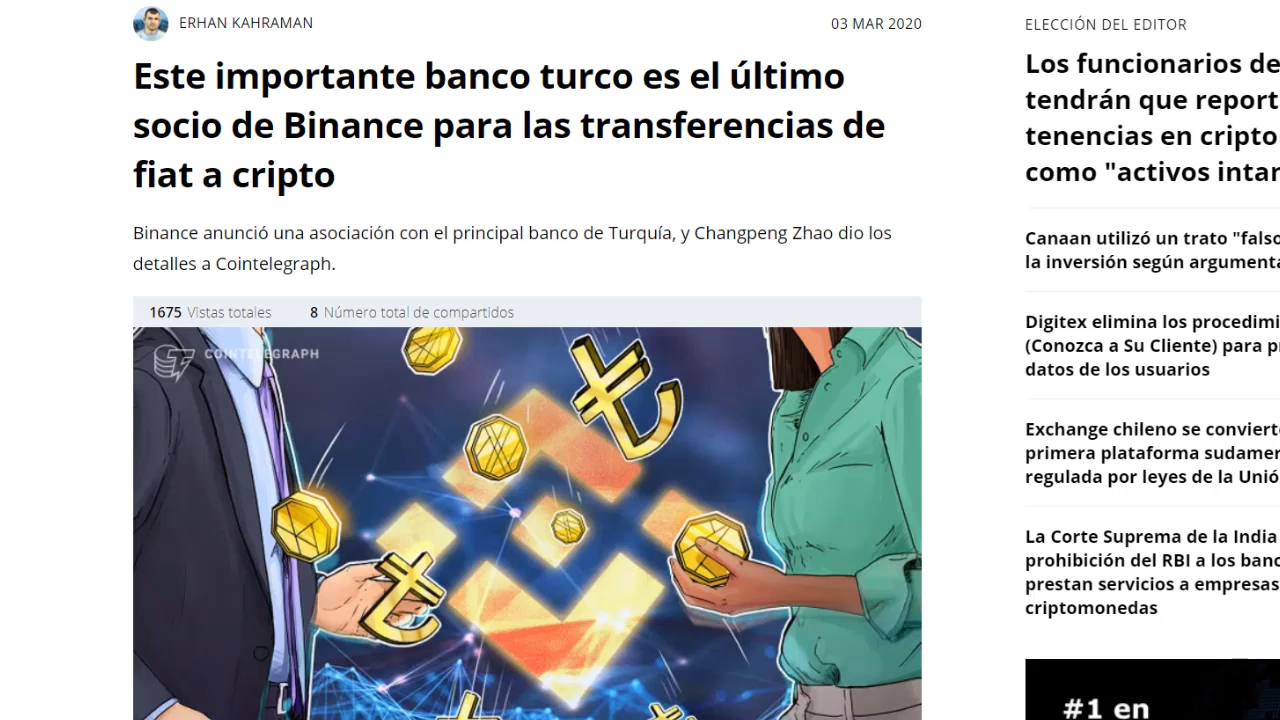 ERHAN KAHRAMAN
03 MAR 2020
Este importante banco turco es el último
socio de Binance para las transferencias de
fiat a cripto
Binance anunció una asociación con el principal banco de Turquía, y Changpeng Zhao dio los
detalles a Cointelegraph.
1675 Vistas totales
8 Número total de compartidos
COINTELEGRAPH
ELECCIÓN DEL EDITOR
Los funcionarios de
tendrán que report
tenencias en cripto
como "activos intan
Canaan utilizó un trato "falso
la inversión según argumenta
Digitex elimina los procedimi
(Conozca a Su Cliente) para p
datos de los usuarios
Exchange chileno se convierte
primera plataforma sudamer
regulada por leyes de la Unió
La Corte Suprema de la India
prohibición del RBI a los banc
prestan servicios a empresas
criptomonedas
#1 en